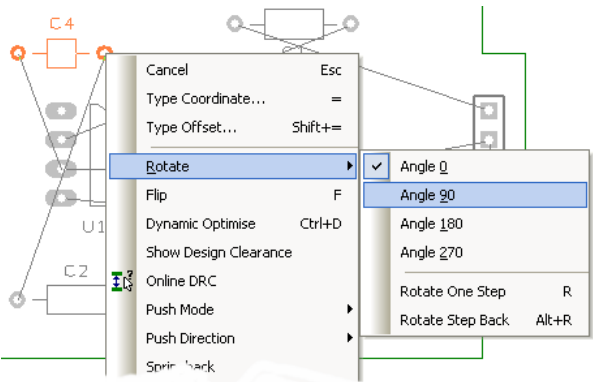 C4
Cancel Esc
Type Coordinate... =
Type Offset... Shift+=
Rotate
Flip F
Dynamic Optimise Ctrl+D
Show Design Clearance
Online DRC
Push Mode
Push Direction
Angle 0
Angle 90
Angle 180
Angle 270
Rotate One Step R
Rotate Step Back Alt+R
U1
C2